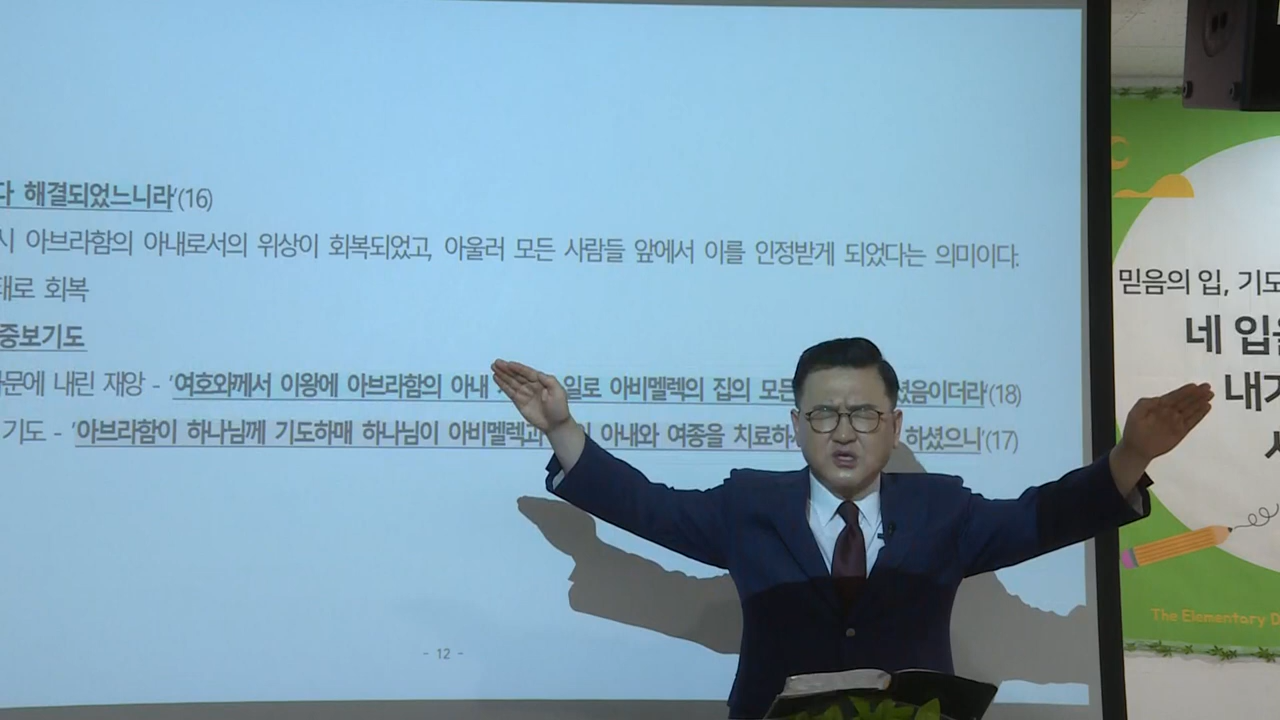 다 해결되었느니라'(16)
시 아브라함의 아내로서의 위상이 회복되었고, 아울러 모든 사람들 앞에서 이를 인정받게 되었다는 의미이다.
태로 회복
중보기도
문에 내린 재앙 - '여호와께서 이왕에 아브라함의 아내 일로 아비멜렉의 집의 모든 셨음이더라'(18)
기도 - '아브라함이 하나님께 기도하매 하나님이 아비멜렉과 아내와 여종을 치료하사 하셨으니'(17)
- 12 -
믿음의 입, 기도
네 입을
내가
The Elementary D